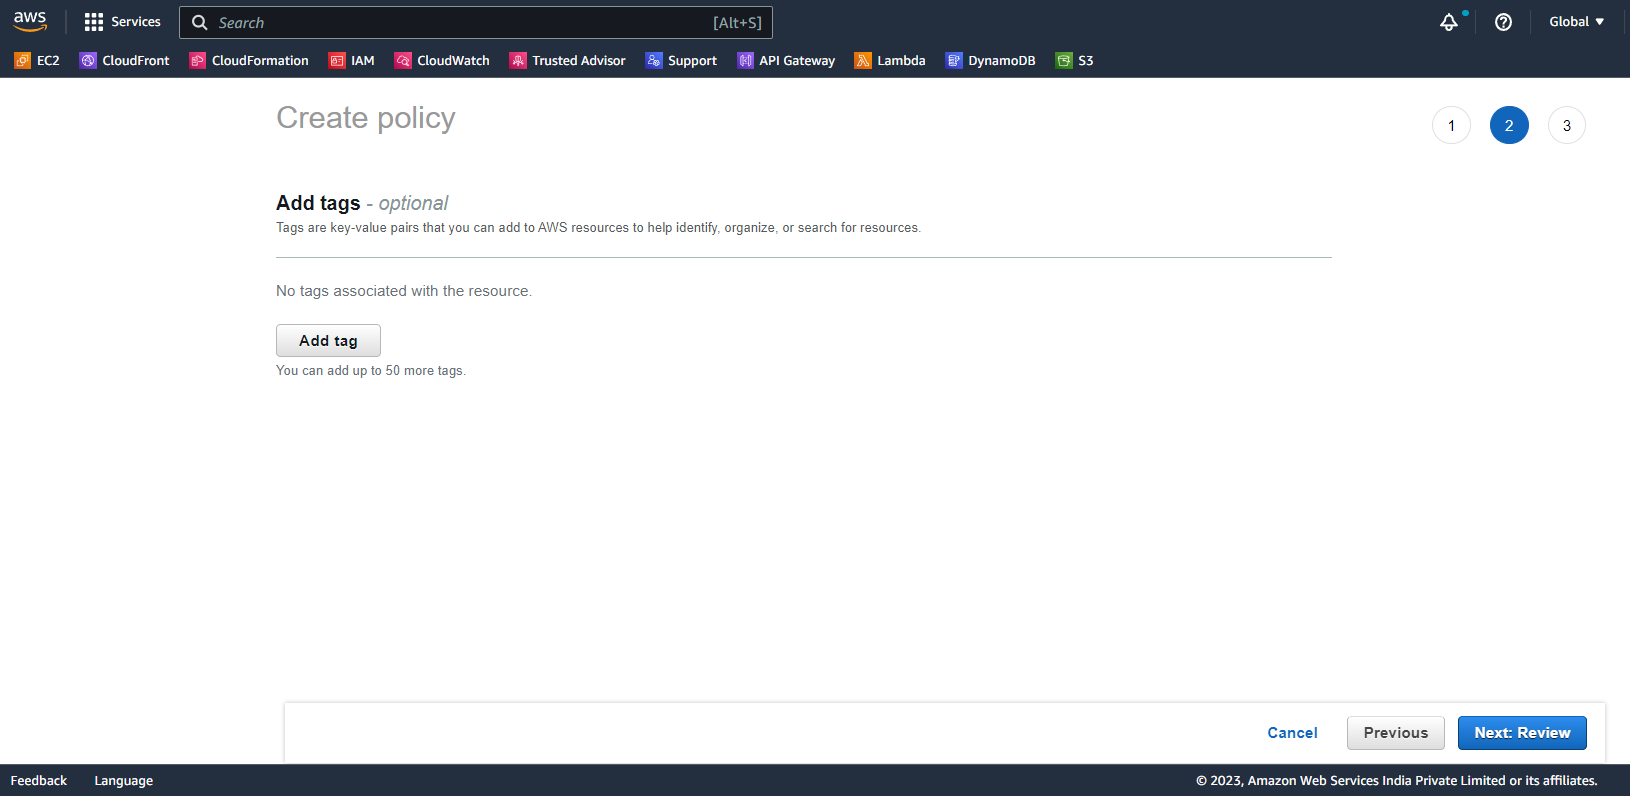 aws Services Search [Alt+S] Global
EC2 CloudFront CloudFormation IAM CloudWatch Trusted Advisor Support API Gateway Lambda DynamoDB S3
Create policy
1 2 3
Add tags - optional
Tags are key-value pairs that you can add to AWS resources to help identify, organize, or search for resources.
No tags associated with the resource.
Add tag
You can add up to 50 more tags.
Cancel Previous Next: Review
Feedback Language © 2023, Amazon Web Services India Private Limited or its affiliates.